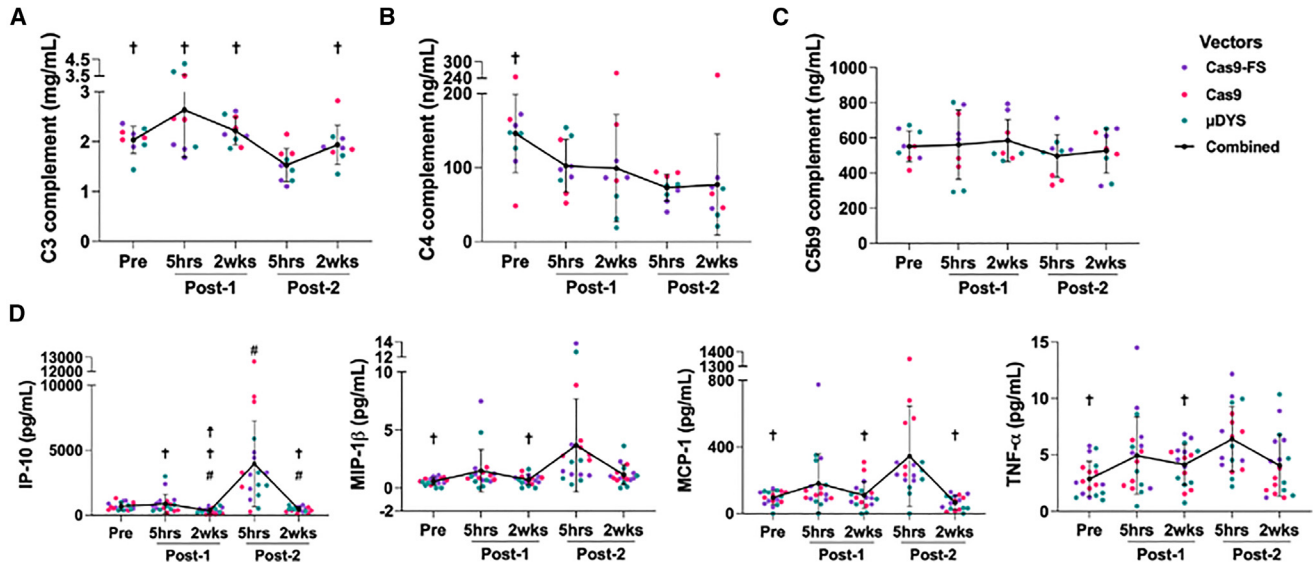 A
C3 complement (mg/mL)
4.5
3.5
3
2
1
0
† † † †
Pre 5hrs 2wks 5hrs 2wks
Post-1 Post-2
B
C4 complement (ng/mL)
300
240
200
100
0
†
Pre 5hrs 2wks 5hrs 2wks
Post-1 Post-2
C
C5b9 complement (ng/mL)
1000
800
600
400
200
0
Pre 5hrs 2wks 5hrs 2wks
Post-1 Post-2
Vectors
Cas9-FS
Cas9
µDYS
Combined
D
IP-10 (pg/mL)
13000
12000
10000
5000
0
† † # # † #
†
Pre 5hrs 2wks 5hrs 2wks
Post-1 Post-2
MIP-1β (pg/mL)
14
12
10
5
0
-2
† †
Pre 5hrs 2wks 5hrs 2wks
Post-1 Post-2
MCP-1 (pg/mL)
1400
1300
800
400
0
† † †
Pre 5hrs 2wks 5hrs 2wks
Post-1 Post-2
TNF-α (pg/mL)
15
10
5
0
† †
Pre 5hrs 2wks 5hrs 2wks
Post-1 Post-2